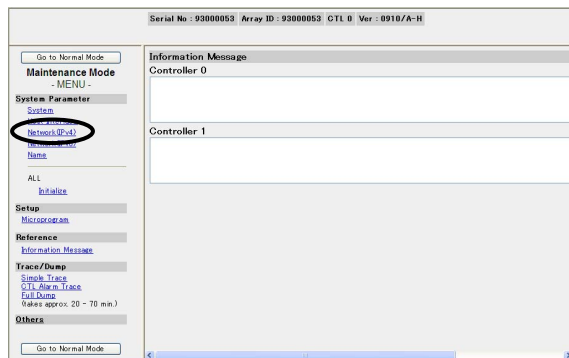 Serial No : 93000053 Array ID : 93000053 CTL 0 Ver : 0910/A-H
Go to Normal Mode
Maintenance Mode
- MENU -
System Parameter
System
Network(IPv4)
Name
ALL
Initialize
Setup
Microprogram
Reference
Information Message
Trace/Dump
Simple Trace
CTL Alarm Trace
Full Dump
(takes approx. 20 - 70 min.)
Others
Go to Normal Mode
Information Message
Controller 0
Controller 1